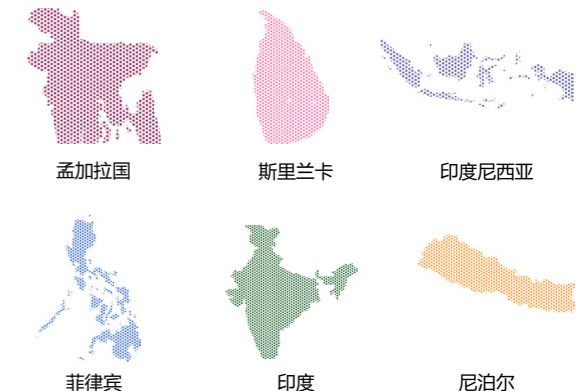 孟加拉国
斯里兰卡
印度尼西亚
菲律宾
印度
尼泊尔